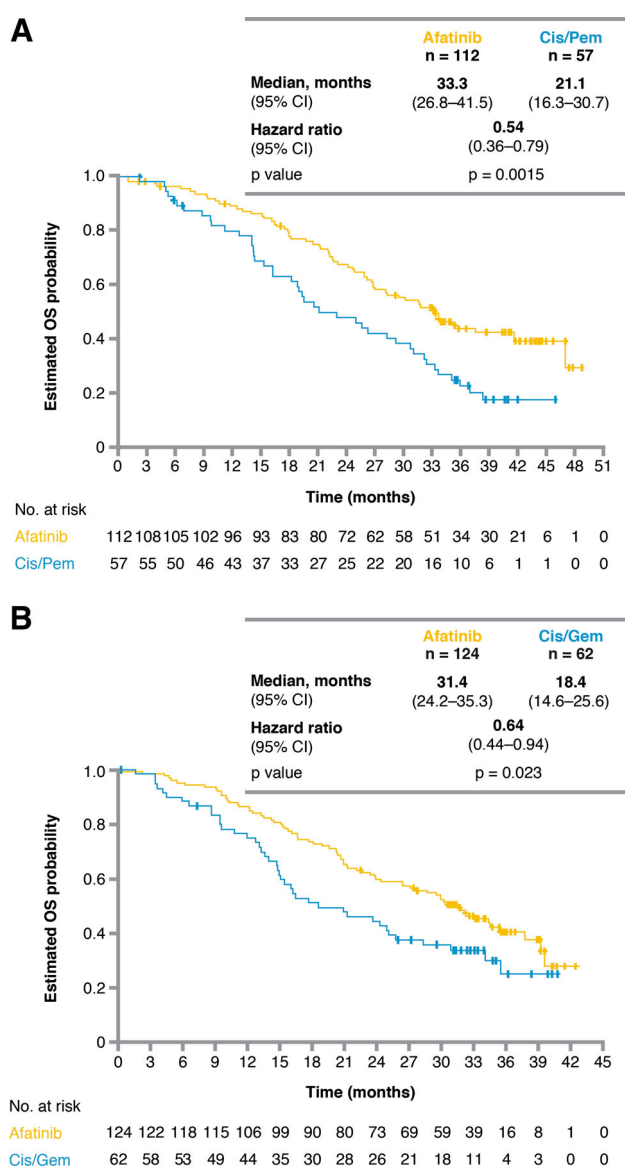 A
Afatinib Cis/Pem
n = 112 n = 57
Median, months 33.3 21.1
(95% CI) (26.8–41.5) (16.3–30.7)
Hazard ratio 0.54
(95% CI) (0.36–0.79)
p value p = 0.0015
Estimated OS probability
1.0
0.8
0.6
0.4
0.2
0
0 3 6 9 12 15 18 21 24 27 30 33 36 39 42 45 48 51
Time (months)
No. at risk
Afatinib 112 108 105 102 96 93 83 80 72 62 58 51 34 30 21 6 1 0
Cis/Pem 57 55 50 46 43 37 33 27 25 22 20 16 10 6 1 1 0 0
B
Afatinib Cis/Gem
n = 124 n = 62
Median, months 31.4 18.4
(95% CI) (24.2–35.3) (14.6–25.6)
Hazard ratio 0.64
(95% CI) (0.44–0.94)
p value p = 0.023
Estimated OS probability
1.0
0.8
0.6
0.4
0.2
0
0 3 6 9 12 15 18 21 24 27 30 33 36 39 42 45
Time (months)
No. at risk
Afatinib 124 122 118 115 106 99 90 80 73 69 59 39 16 8 1 0
Cis/Gem 62 58 53 49 44 35 30 28 26 21 18 11 4 3 0 0